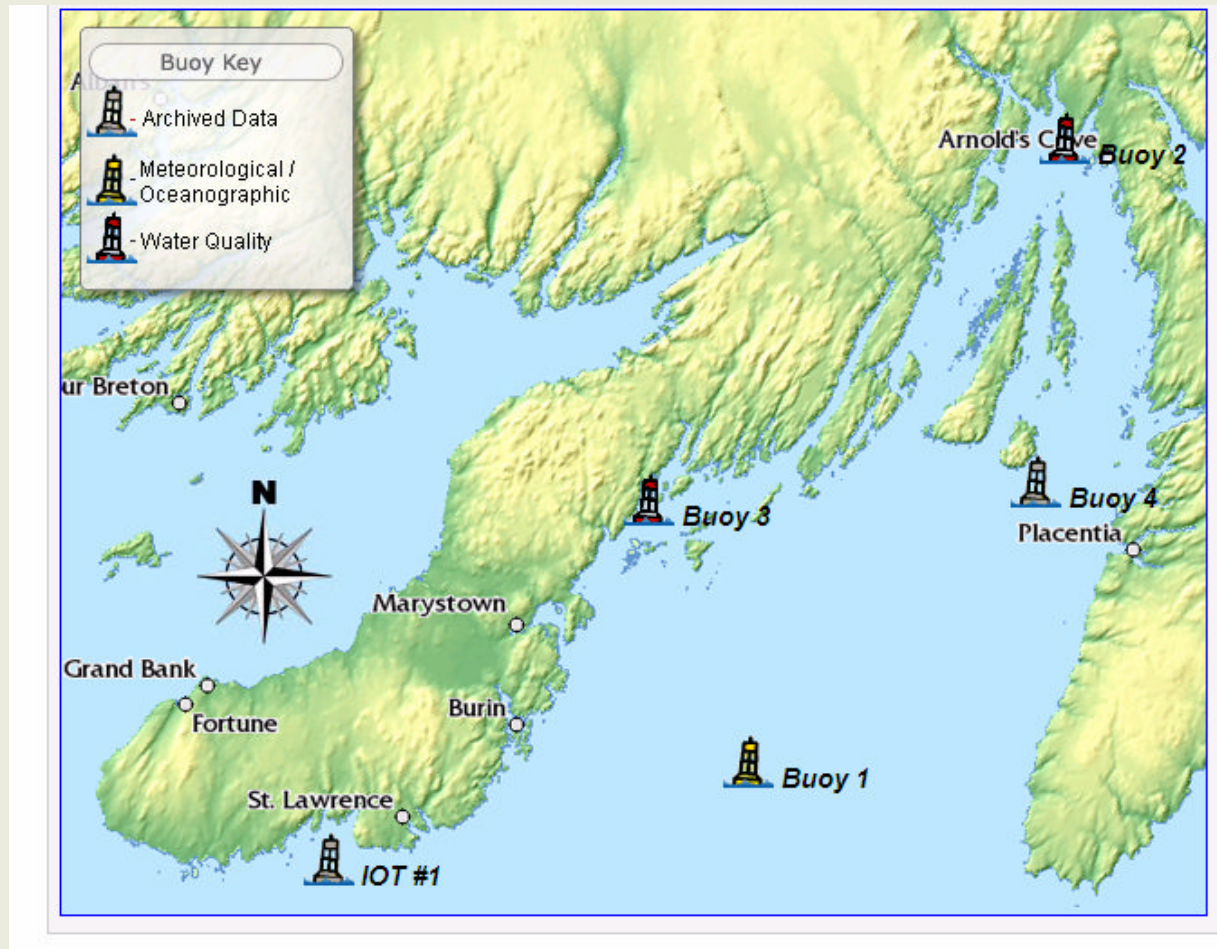 Buoy Key
Alban's
- Archived Data
- Meteorological /
Oceanographic
- Water Quality
Arnold's Cove
Buoy 2
ur Breton
N
Buoy 3
Buoy 4
Placentia
Marystown
Grand Bank
Fortune
Burin
St. Lawrence
Buoy 1
IOT #1